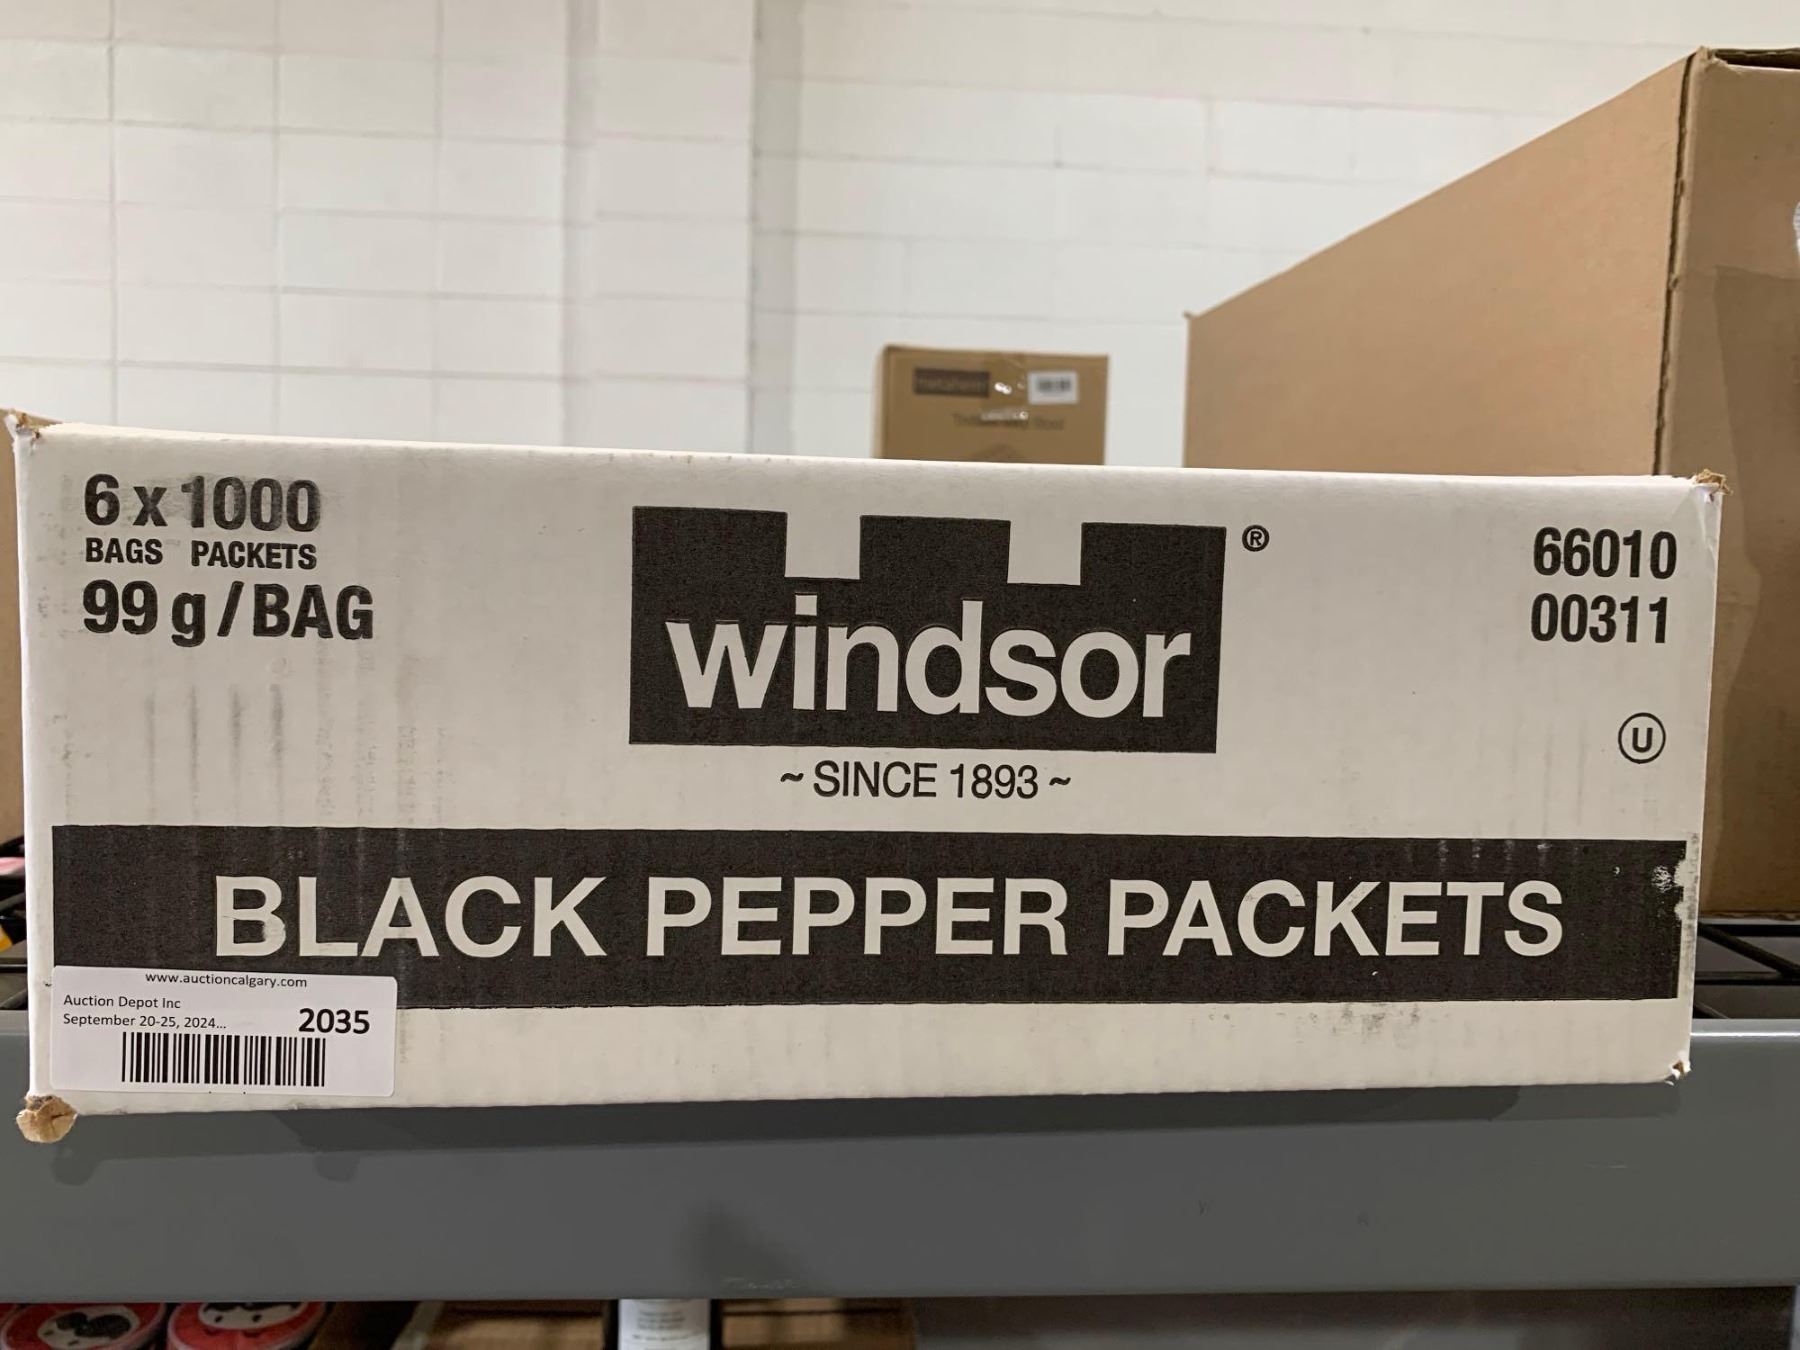 6 x 1000
BAGS PACKETS
99 g / BAG
windsor®
~ SINCE 1893 ~
66010
00311
U
BLACK PEPPER PACKETS
www.auctioncalgary.com
Auction Depot Inc
September 20-25, 2024...
2035